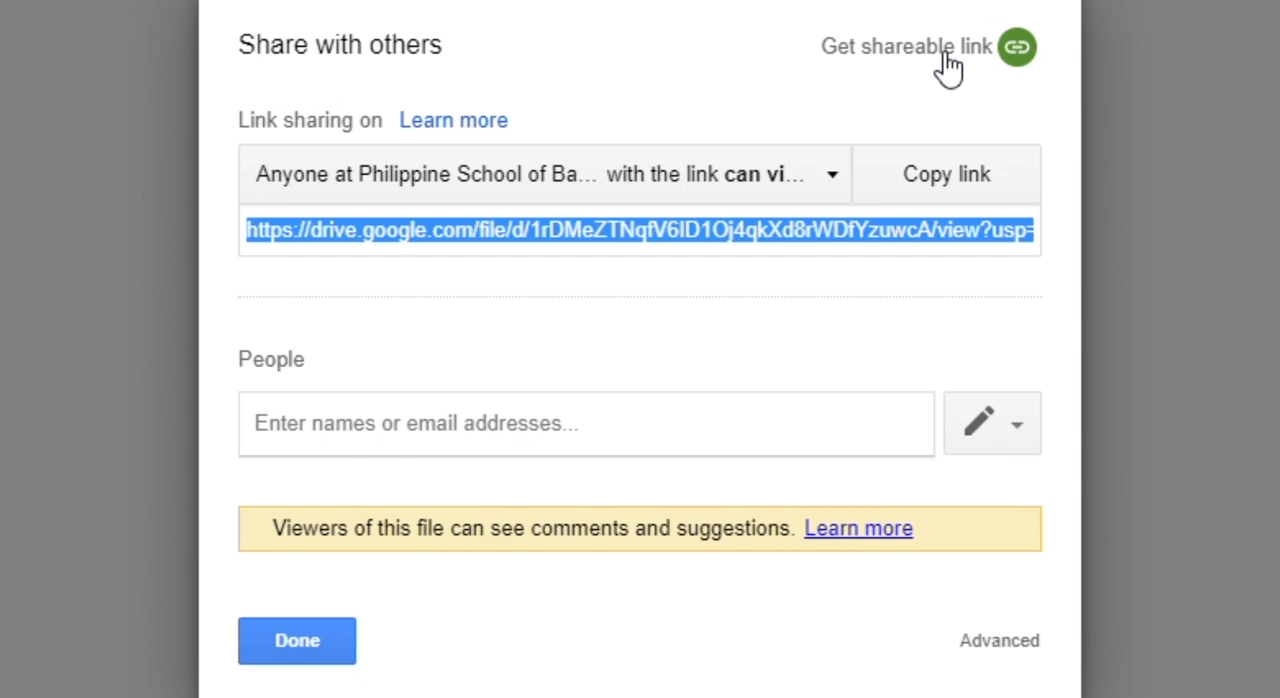 Share with others
Get shareable link
Link sharing on Learn more
Anyone at Philippine School of Ba... with the link can vi...
Copy link
https://drive.google.com/file/d/1rDMeZTNqfV6ID1Oj4qkXd8rWDfYzuwcA/view?usp=
People
Enter names or email addresses...
Viewers of this file can see comments and suggestions. Learn more
Done
Advanced